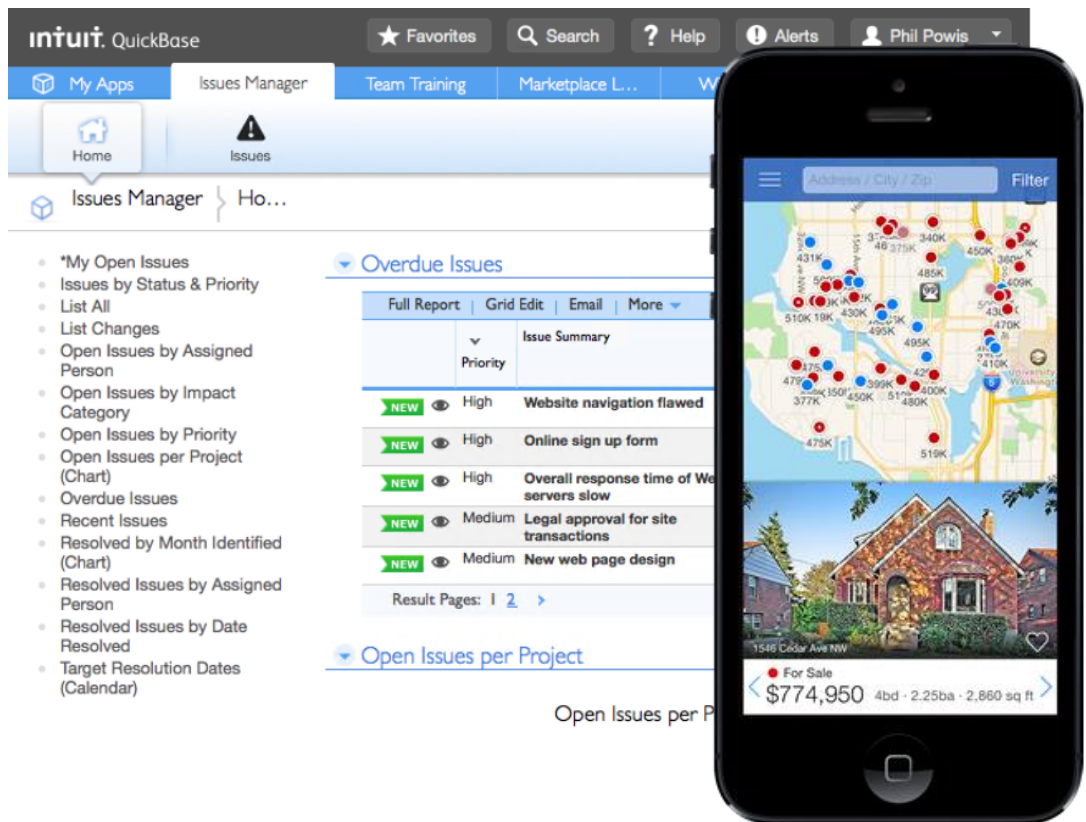 ıntuıt. QuickBase
Favorites
Search
? Help
Alerts
Phil Powis
My Apps
Issues Manager
Team Training
Marketplace L...
W
Home
Issues
Issues Manager
Ho...
*My Open Issues
Issues by Status & Priority
List All
List Changes
Open Issues by Assigned
Person
Open Issues by Impact
Category
Open Issues by Priority
Open Issues per Project
(Chart)
Overdue Issues
Recent Issues
Resolved by Month Identified
(Chart)
Resolved Issues by Assigned
Person
Resolved Issues by Date
Resolved
Target Resolution Dates
(Calendar)
Overdue Issues
Full Report | Grid Edit | Email | More
Priority
Issue Summary
NEW High Website navigation flawed
NEW High Online sign up form
NEW High Overall response time of We
servers slow
NEW Medium Legal approval for site
transactions
NEW Medium New web page design
Result Pages: 1 2 >
Open Issues per Project
Open Issues per P
Address / City / Zip
Filter
375K
340K
431K
450K
360K
485K
409K
99
510K
19K
430K
495K
495K
470K
410K
University
Washington
5
399K
400K
377K
350K
450K
480K
475K
519K
1546 Cedar Ave NW
For Sale
$774,950 4bd · 2.25ba · 2,860 sq ft